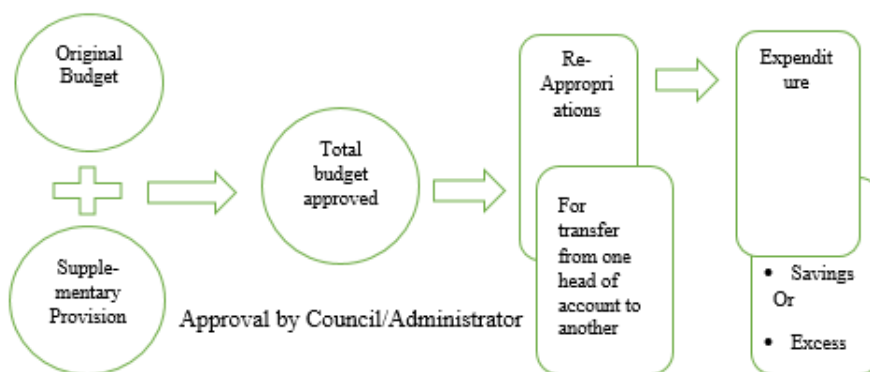 Original
Budget
Supple-
mentary
Provision
Approval by Council/Administrator
Total
budget
approved
Re-
Appropri
ations
For
transfer
from one
head of
account to
another
Expendit
ure
• Savings
Or
• Excess